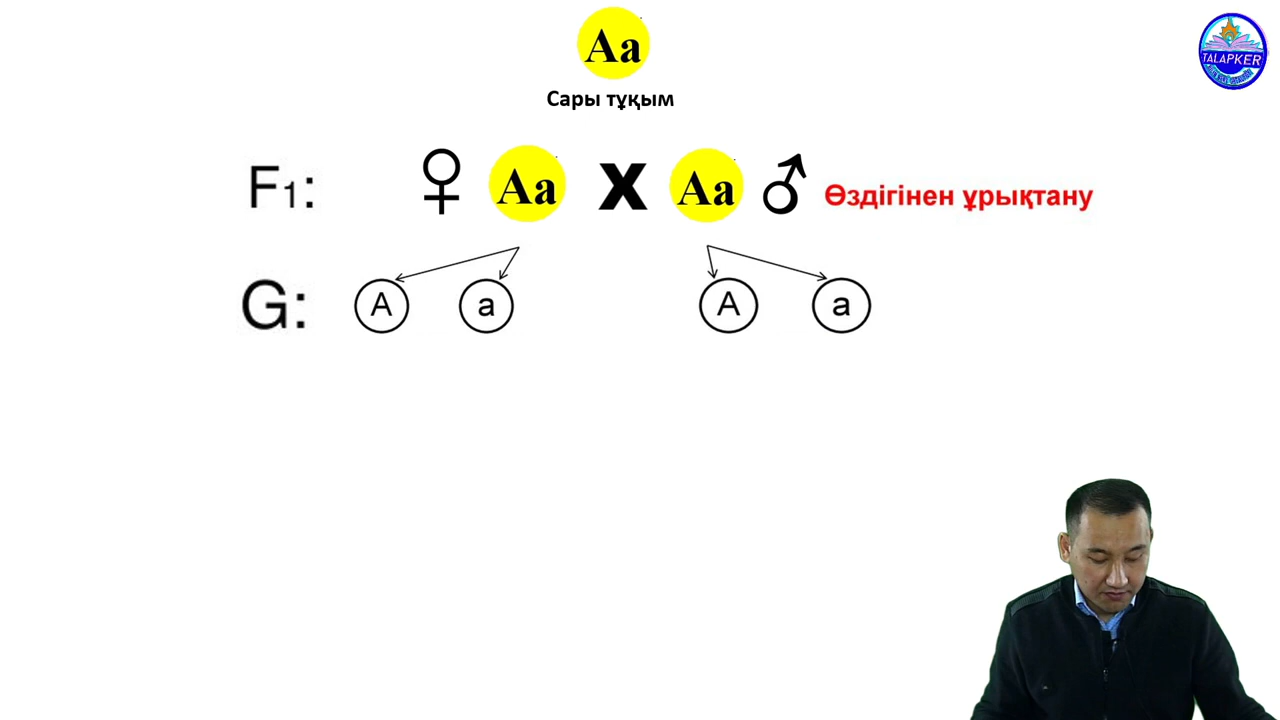 Aa
Сары тұқым
F1: ♀ Aa X Aa ♂ Өздігінен ұрықтану
G: A a A a
TALAPKER